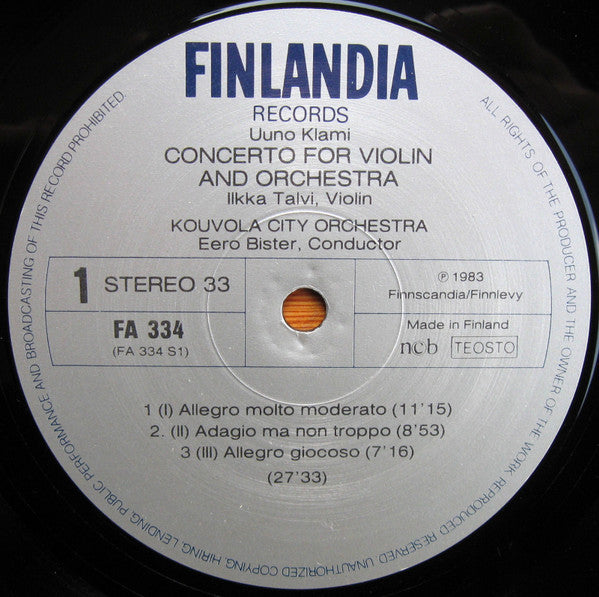 FINLANDIA
RECORDS
Uuno Klami
CONCERTO FOR VIOLIN
AND ORCHESTRA
Ilkka Talvi, Violin
KOUVOLA CITY ORCHESTRA
Eero Bister, Conductor
1 STEREO 33
FA 334
(FA 334 S1)
℗ 1983
Finnscandia/Finnlevy
Made in Finland
ncb TEOSTO
1 (I) Allegro molto moderato (11'15)
2. (II) Adagio ma non troppo (8'53)
3 (III) Allegro giocoso (7'16)
(27'33)
ALL RIGHTS OF THE PRODUCER AND THE OWNER OF THE WORK REPRODUCED RESERVED UNAUTHORIZED COPYING, HIRING, LENDING, PUBLIC PERFORMANCE AND BROADCASTING OF THIS RECORD PROHIBITED.